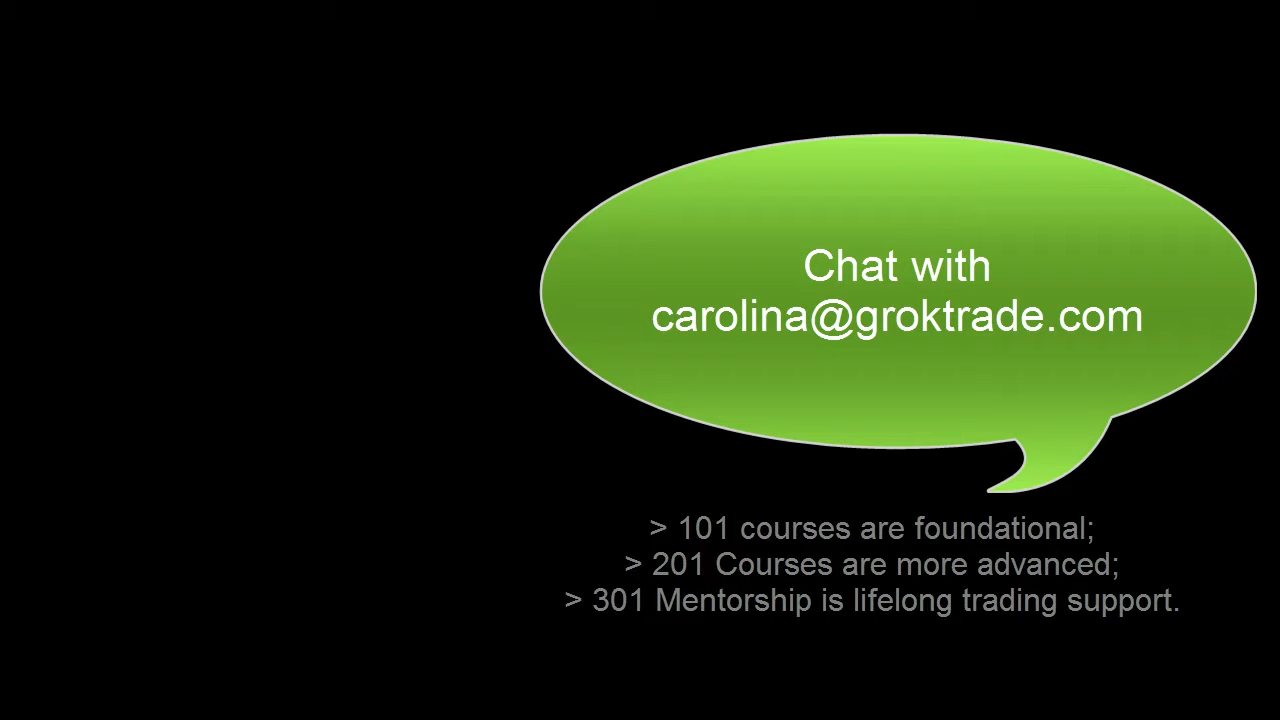 Chat with
carolina@groktrade.com
> 101 courses are foundational;
> 201 Courses are more advanced;
> 301 Mentorship is lifelong trading support.